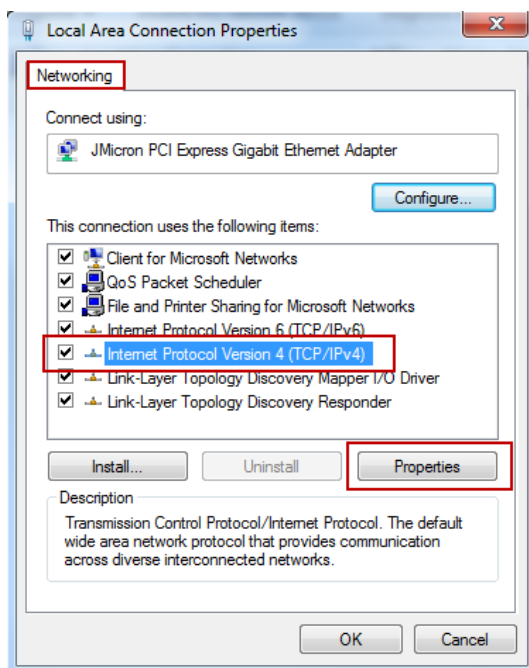 Local Area Connection Properties
Networking
Connect using:
JMicron PCI Express Gigabit Ethernet Adapter
Configure...
This connection uses the following items:
Client for Microsoft Networks
QoS Packet Scheduler
File and Printer Sharing for Microsoft Networks
Internet Protocol Version 6 (TCP/IPv6)
Internet Protocol Version 4 (TCP/IPv4)
Link-Layer Topology Discovery Mapper I/O Driver
Link-Layer Topology Discovery Responder
Install... Uninstall Properties
Description
Transmission Control Protocol/Internet Protocol. The default
wide area network protocol that provides communication
across diverse interconnected networks.
OK Cancel